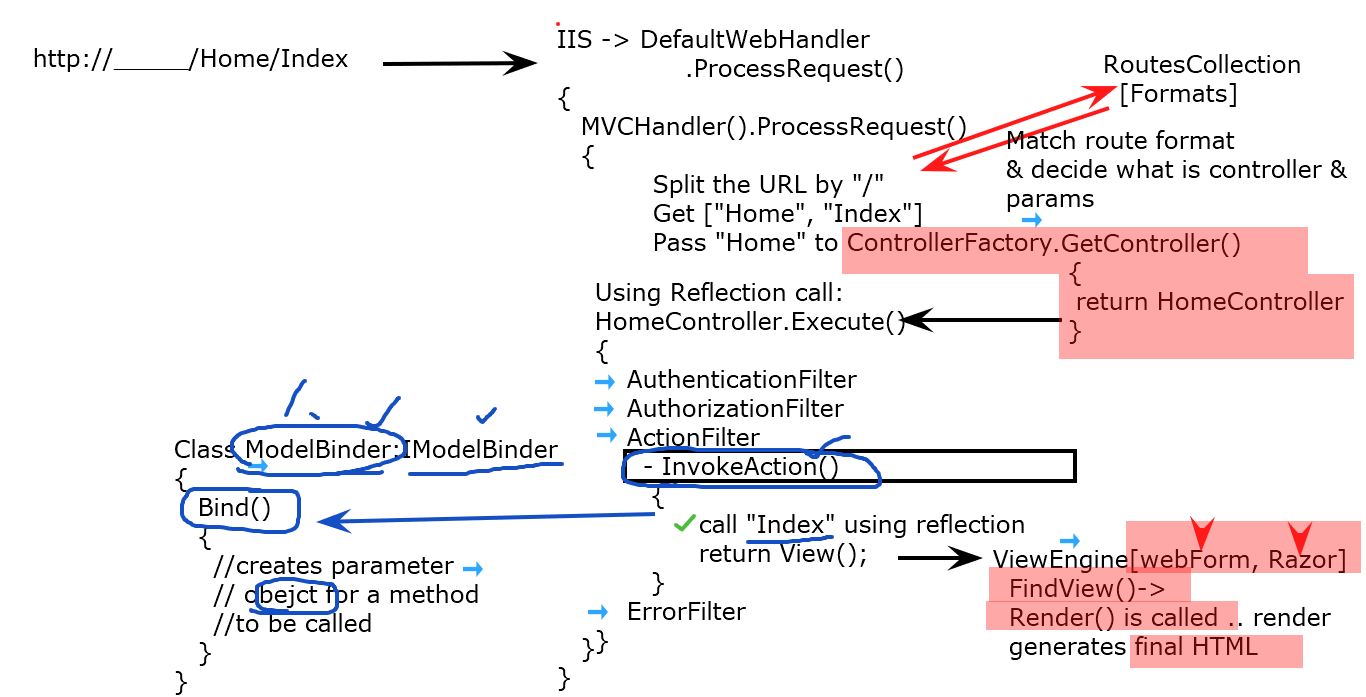 http://______/Home/Index
IIS -> DefaultWebHandler
.ProcessRequest()
{
MVCHandler().ProcessRequest()
{
RoutesCollection
[Formats]
Match route format
& decide what is controller &
params
Split the URL by "/"
Get ["Home", "Index"]
Pass "Home" to ControllerFactory.GetController()
{
return HomeController
}
Using Reflection call:
HomeController.Execute()
{
AuthenticationFilter
AuthorizationFilter
ActionFilter
- InvokeAction()
{
call "Index" using reflection
return View();
}
ErrorFilter
}
}
}
Class ModelBinder:IModelBinder
{
Bind()
{
//creates parameter
// obejct for a method
//to be called
}
}
ViewEngine[webForm, Razor]
FindView()->
Render() is called .. render
generates final HTML